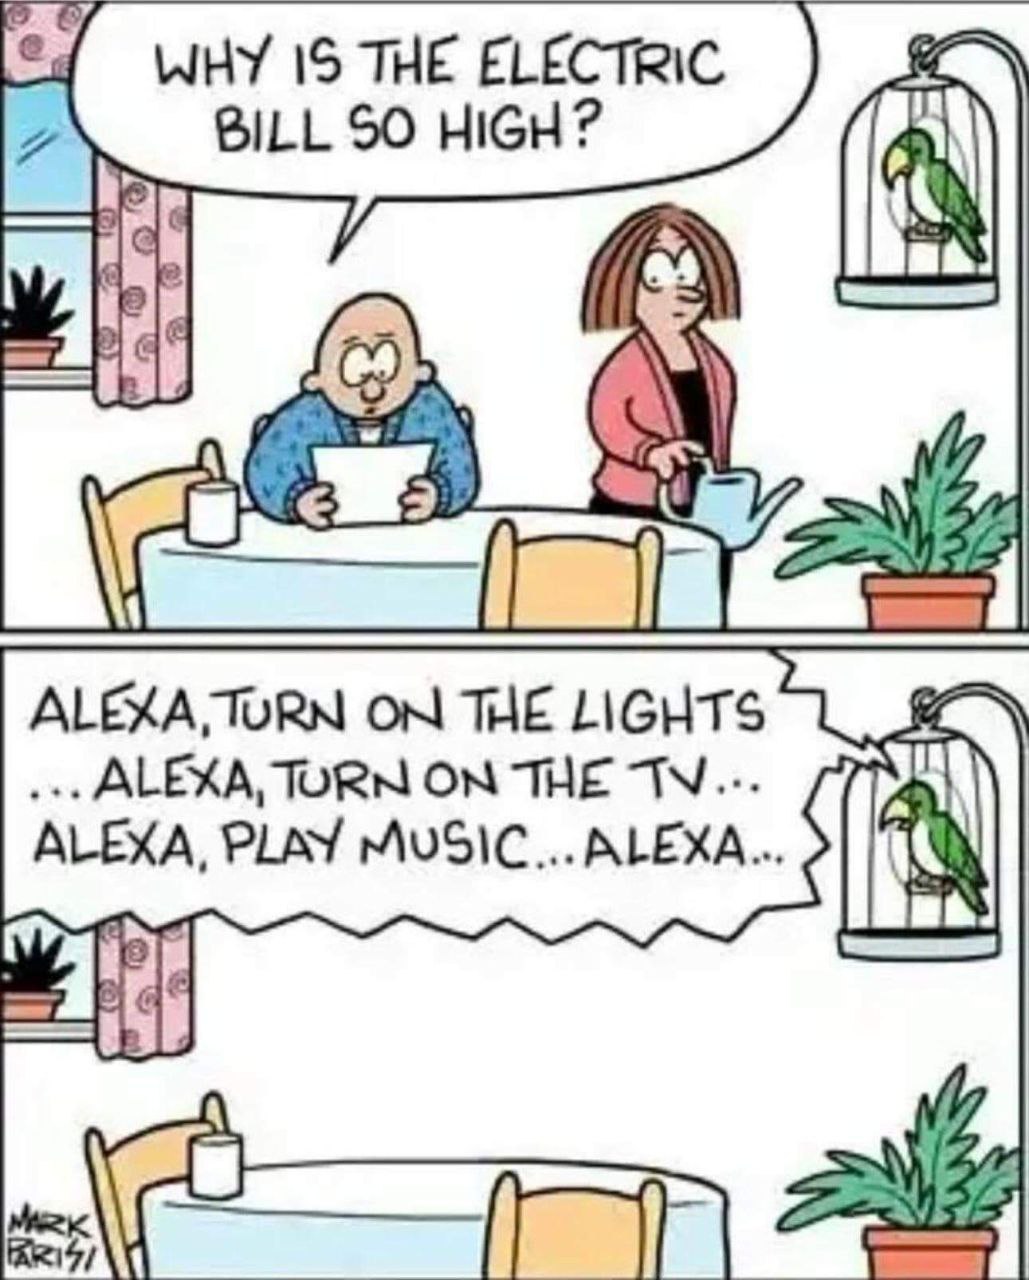 WHY IS THE ELECTRIC
BILL SO HIGH?
ALEXA, TURN ON THE LIGHTS
... ALEXA, TURN ON THE TV...
ALEXA, PLAY MUSIC... ALEXA...
MARK
PARISI